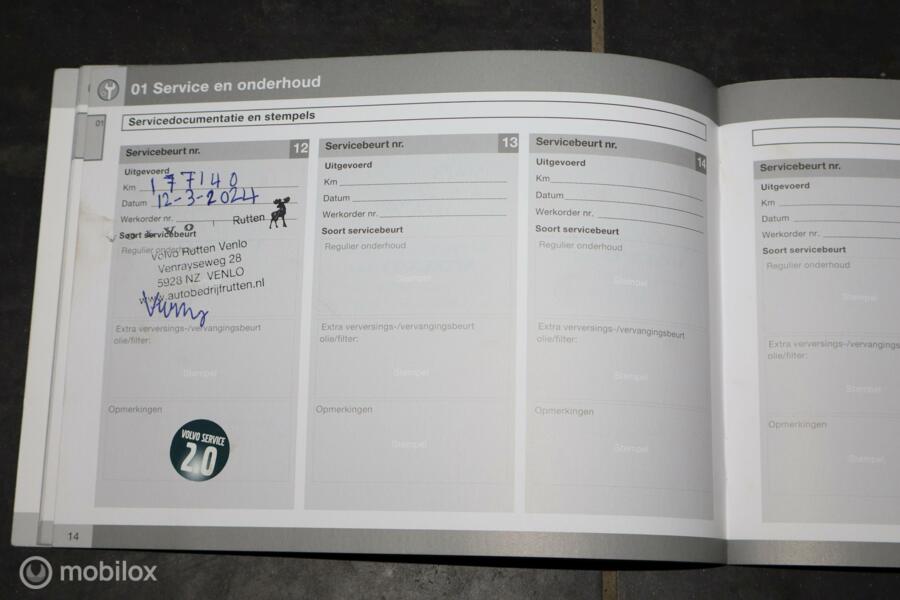 01 Service en onderhoud
01
Servicedocumentatie en stempels
Servicebeurt nr. 12
Uitgevoerd
Km 177140
Datum 12-3-2024
Werkorder nr.
Rutten
Soort servicebeurt
Regulier onderhoud
Volvo Rutten Venlo
Venrayseweg 28
5928 NZ VENLO
www.autobedrijfrutten.nl
Extra verversings-/vervangingsbeurt
olie/filter:
Stempel
Opmerkingen
VOLVO SERVICE
2.0
Servicebeurt nr. 13
Uitgevoerd
Km
Datum
Werkorder nr.
Soort servicebeurt
Regulier onderhoud
Stempel
Extra verversings-/vervangingsbeurt
olie/filter:
Stempel
Opmerkingen
Stempel
Servicebeurt nr. 14
Uitgevoerd
Km
Datum
Werkorder nr.
Soort servicebeurt
Regulier onderhoud
Stempel
Extra verversings-/vervangingsbeurt
olie/filter:
Stempel
Opmerkingen
Stempel
14
Servicebeurt nr.
Uitgevoerd
Km
Datum
Werkorder nr.
Soort servicebeurt
Regulier onderhoud
Stempel
Extra verversings-/vervangings
olie/filter:
Stempel
Opmerkingen
Stempel
mobilox